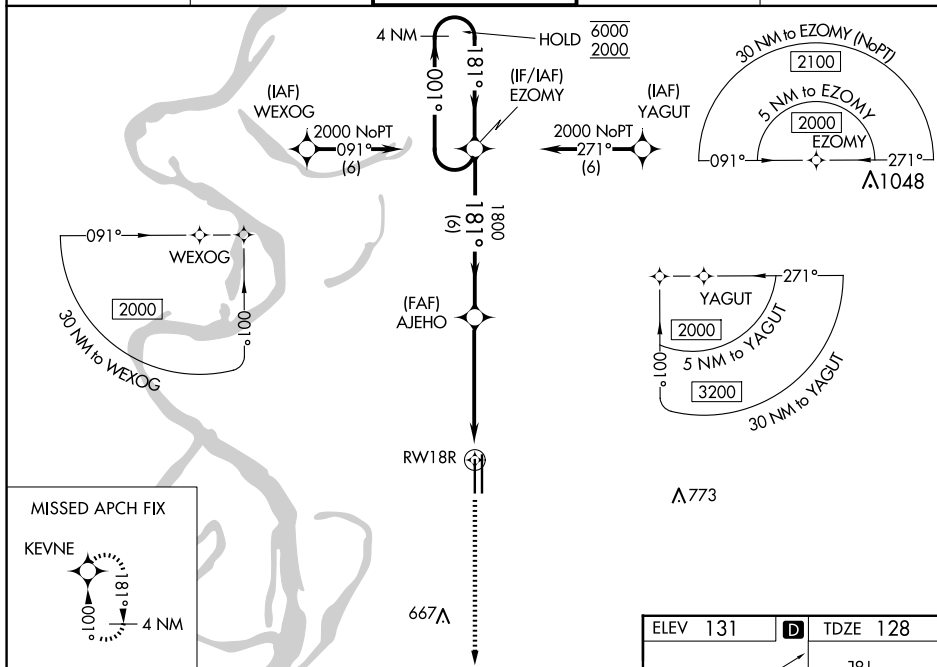 4 NM
HOLD
6000
2000
001°
181°
(IF/IAF)
EZOMY
(IAF)
WEXOG
2000 NoPT
091°
(6)
(IAF)
YAGUT
2000 NoPT
271°
(6)
30 NM to EZOMY (NoPT)
2100
5 NM to EZOMY
2000
EZOMY
091°
271°
1048
1800
181°
(6)
091°
WEXOG
2000
001°
30 NM to WEXOG
(FAF)
AJEHO
271°
YAGUT
2000
001°
5 NM to YAGUT
3200
30 NM to YAGUT
RW18R
773
MISSED APCH FIX
KEVNE
181°
001°
4 NM
667
ELEV 131 D TDZE 128